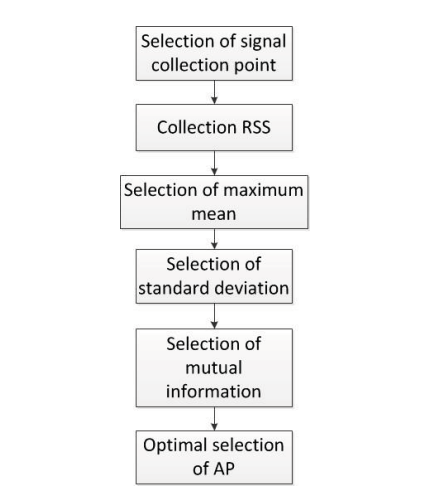 Selection of signal
collection point
Collection RSS
Selection of maximum
mean
Selection of
standard deviation
Selection of
mutual
information
Optimal selection
of AP